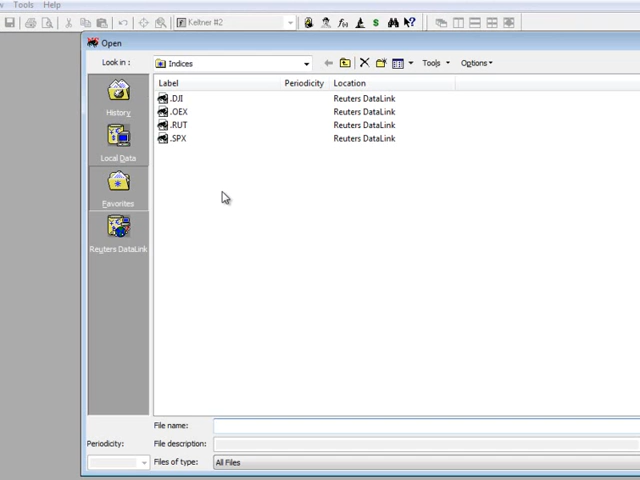 Tools Help
Keltner #2
Open
Look in : Indices Tools Options
Label Periodicity Location
.DJI Reuters DataLink
.OEX Reuters DataLink
.RUT Reuters DataLink
.SPX Reuters DataLink
History
Local Data
Favorites
Reuters DataLink
File name:
Periodicity: File description:
Files of type: All Files